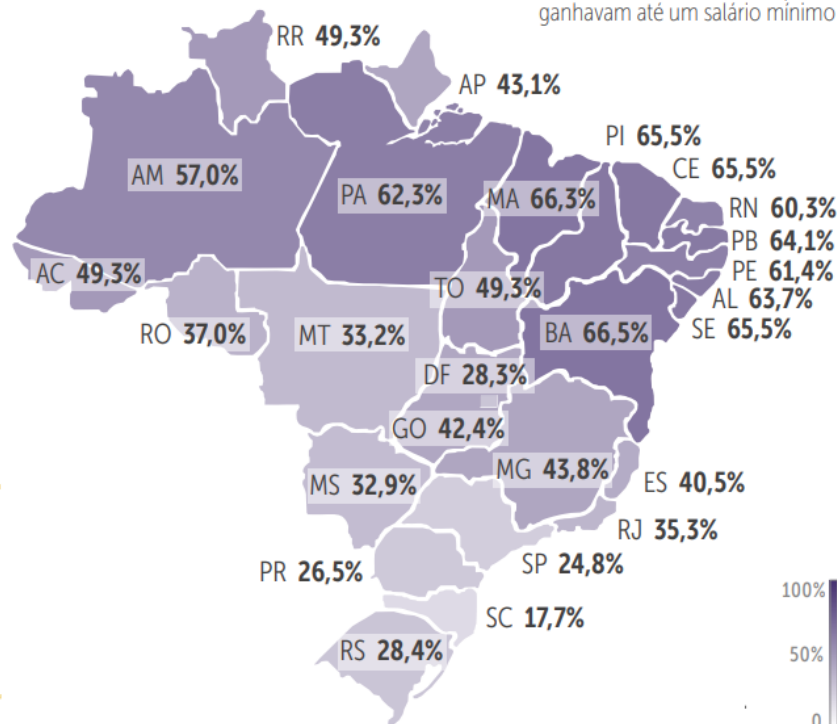 ganhavam até um salário mínimo
RR 49,3%
AP 43,1%
PI 65,5%
CE 65,5%
AM 57,0%
PA 62,3%
MA 66,3%
RN 60,3%
PB 64,1%
PE 61,4%
AC 49,3%
TO 49,3%
AL 63,7%
SE 65,5%
RO 37,0%
MT 33,2%
BA 66,5%
DF 28,3%
GO 42,4%
MG 43,8%
MS 32,9%
ES 40,5%
RJ 35,3%
PR 26,5%
SP 24,8%
100%
SC 17,7%
RS 28,4%
50%
0